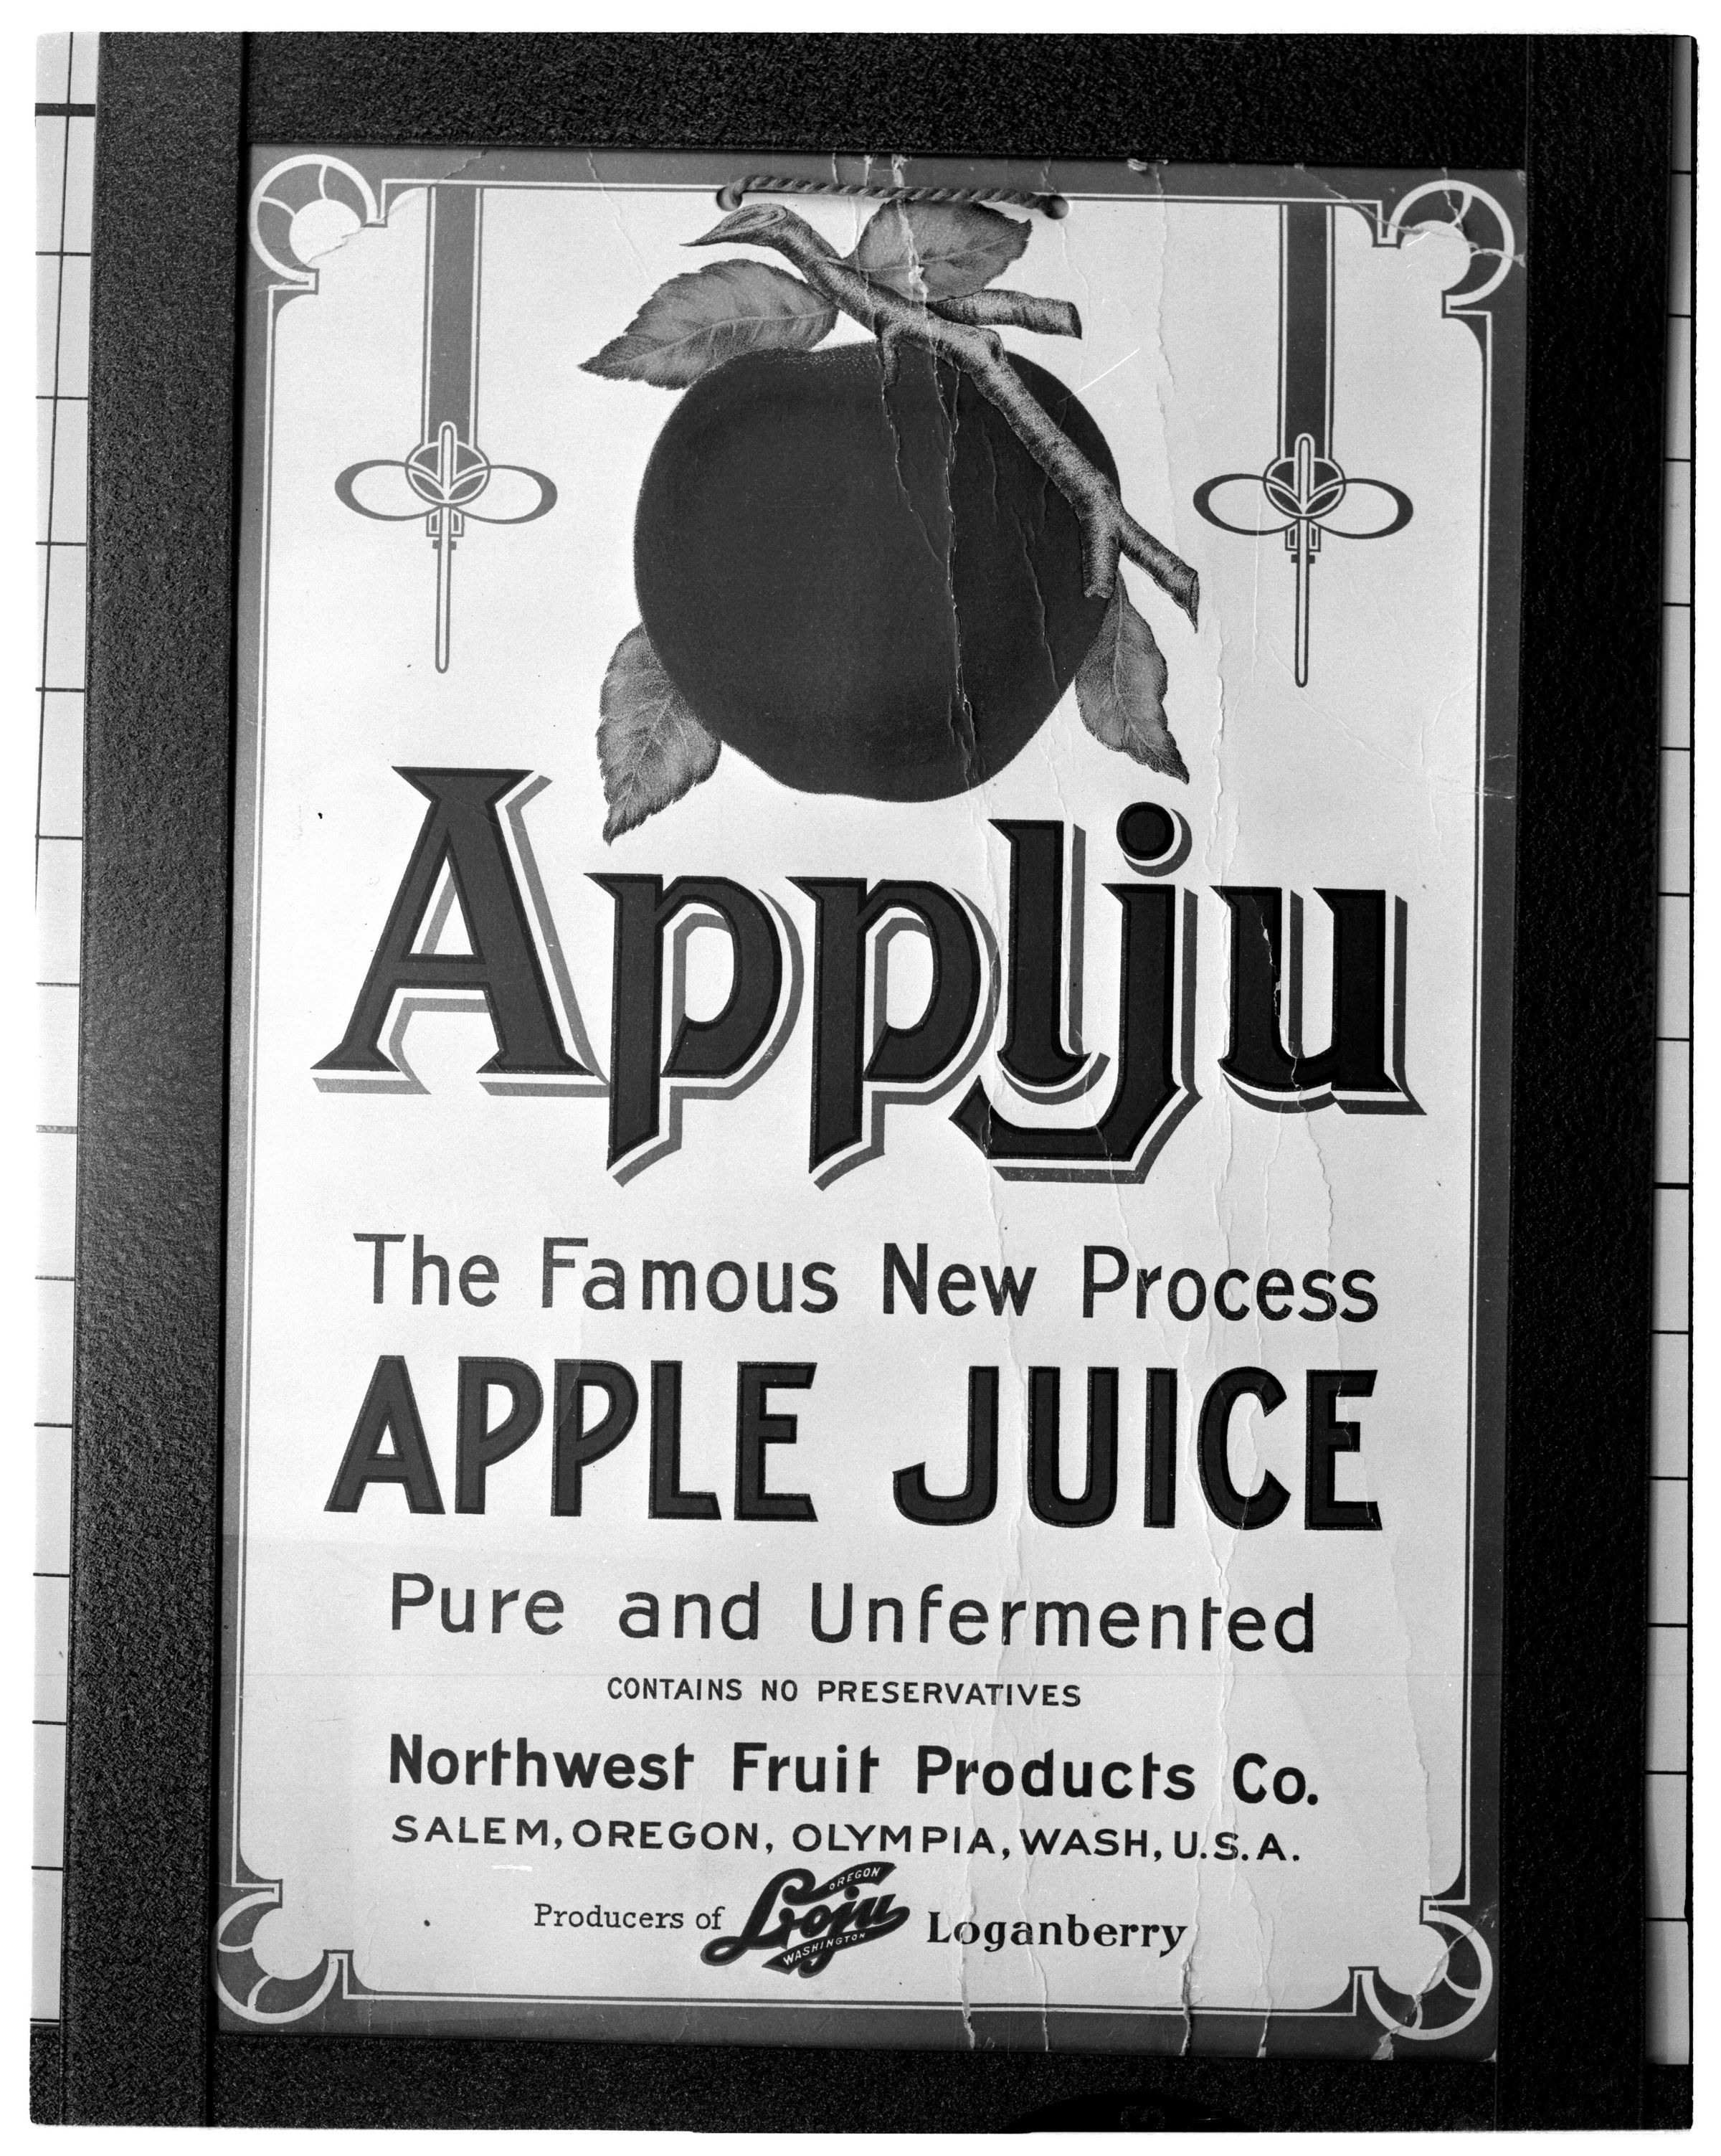 Applju
The Famous New Process
APPLE JUICE
Pure and Unfermented
CONTAINS NO PRESERVATIVES
Northwest Fruit Products Co.
SALEM, OREGON, OLYMPIA, WASH, U.S.A.
Producers of Loju Loganberry
OREGON
WASHINGTON